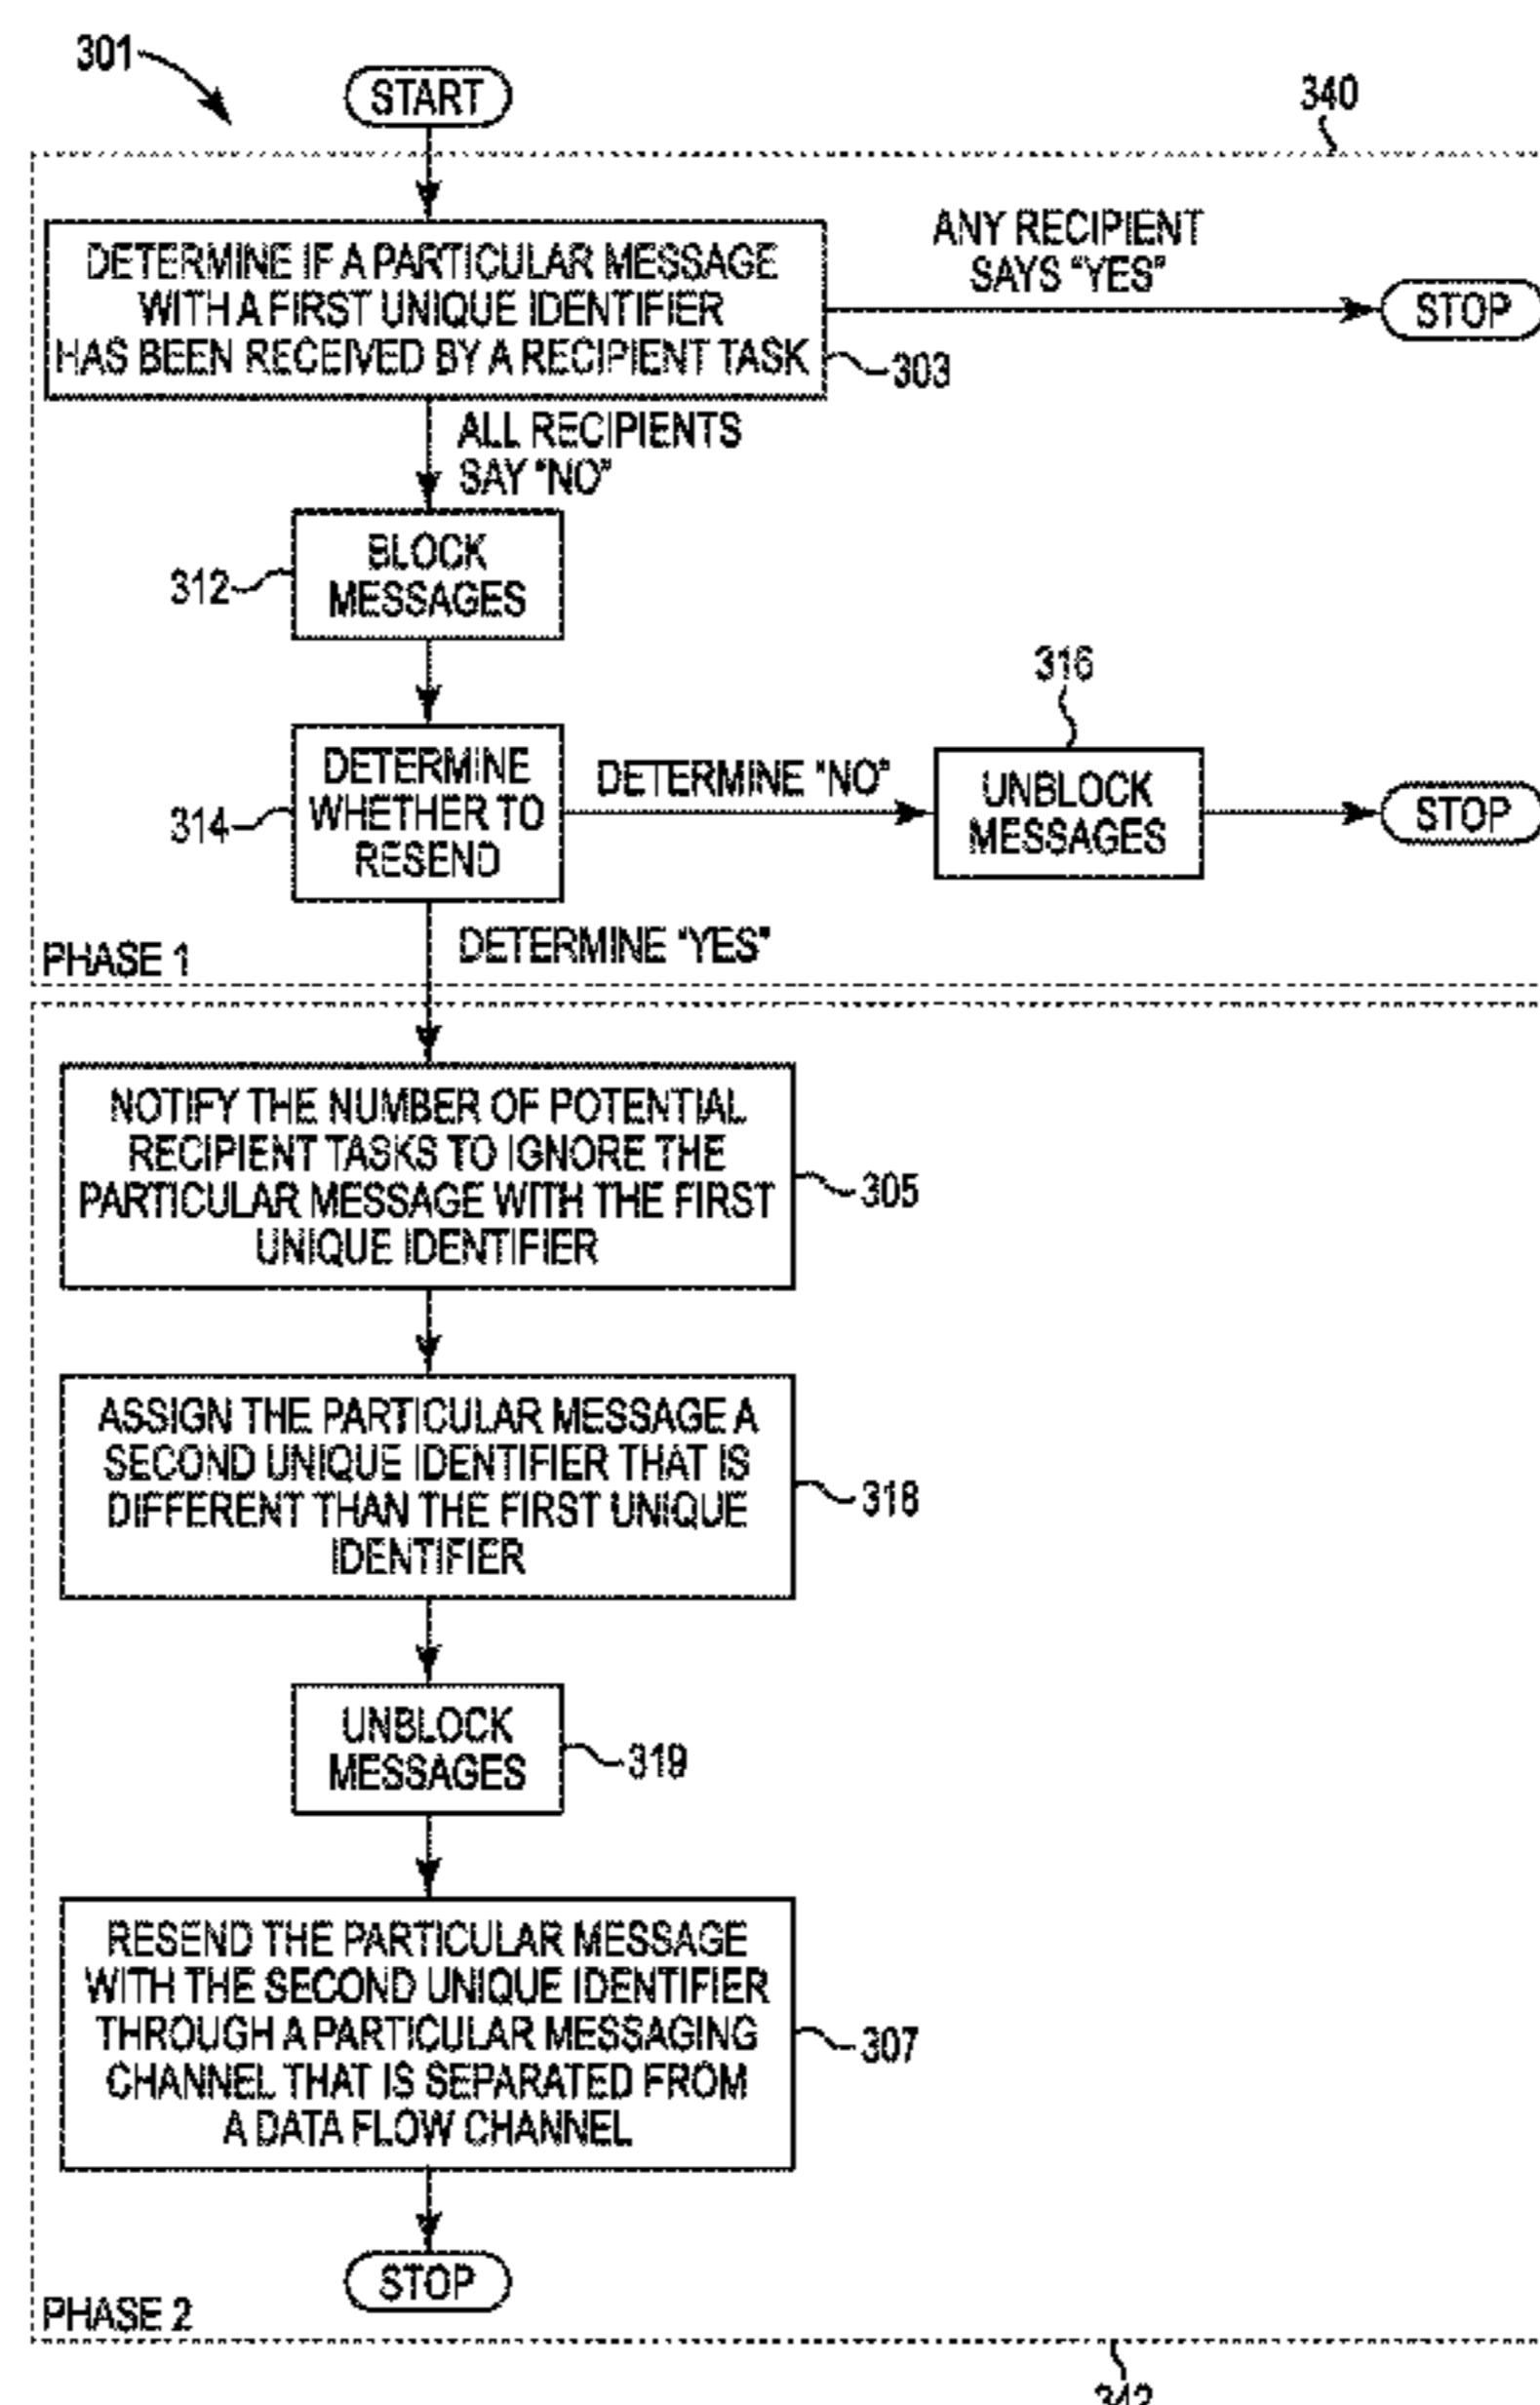 301
START
340
DETERMINE IF A PARTICULAR MESSAGE
WITH A FIRST UNIQUE IDENTIFIER
HAS BEEN RECEIVED BY A RECIPIENT TASK
303
ANY RECIPIENT
SAYS "YES"
STOP
ALL RECIPIENTS
SAY "NO"
312
BLOCK
MESSAGES
314
DETERMINE
WHETHER TO
RESEND
DETERMINE "NO"
316
UNBLOCK
MESSAGES
STOP
DETERMINE "YES"
PHASE 1
NOTIFY THE NUMBER OF POTENTIAL
RECIPIENT TASKS TO IGNORE THE
PARTICULAR MESSAGE WITH THE FIRST
UNIQUE IDENTIFIER
305
ASSIGN THE PARTICULAR MESSAGE A
SECOND UNIQUE IDENTIFIER THAT IS
DIFFERENT THAN THE FIRST UNIQUE
IDENTIFIER
318
UNBLOCK
MESSAGES
319
RESEND THE PARTICULAR MESSAGE
WITH THE SECOND UNIQUE IDENTIFIER
THROUGH A PARTICULAR MESSAGING
CHANNEL THAT IS SEPARATED FROM
A DATA FLOW CHANNEL
307
STOP
PHASE 2
342